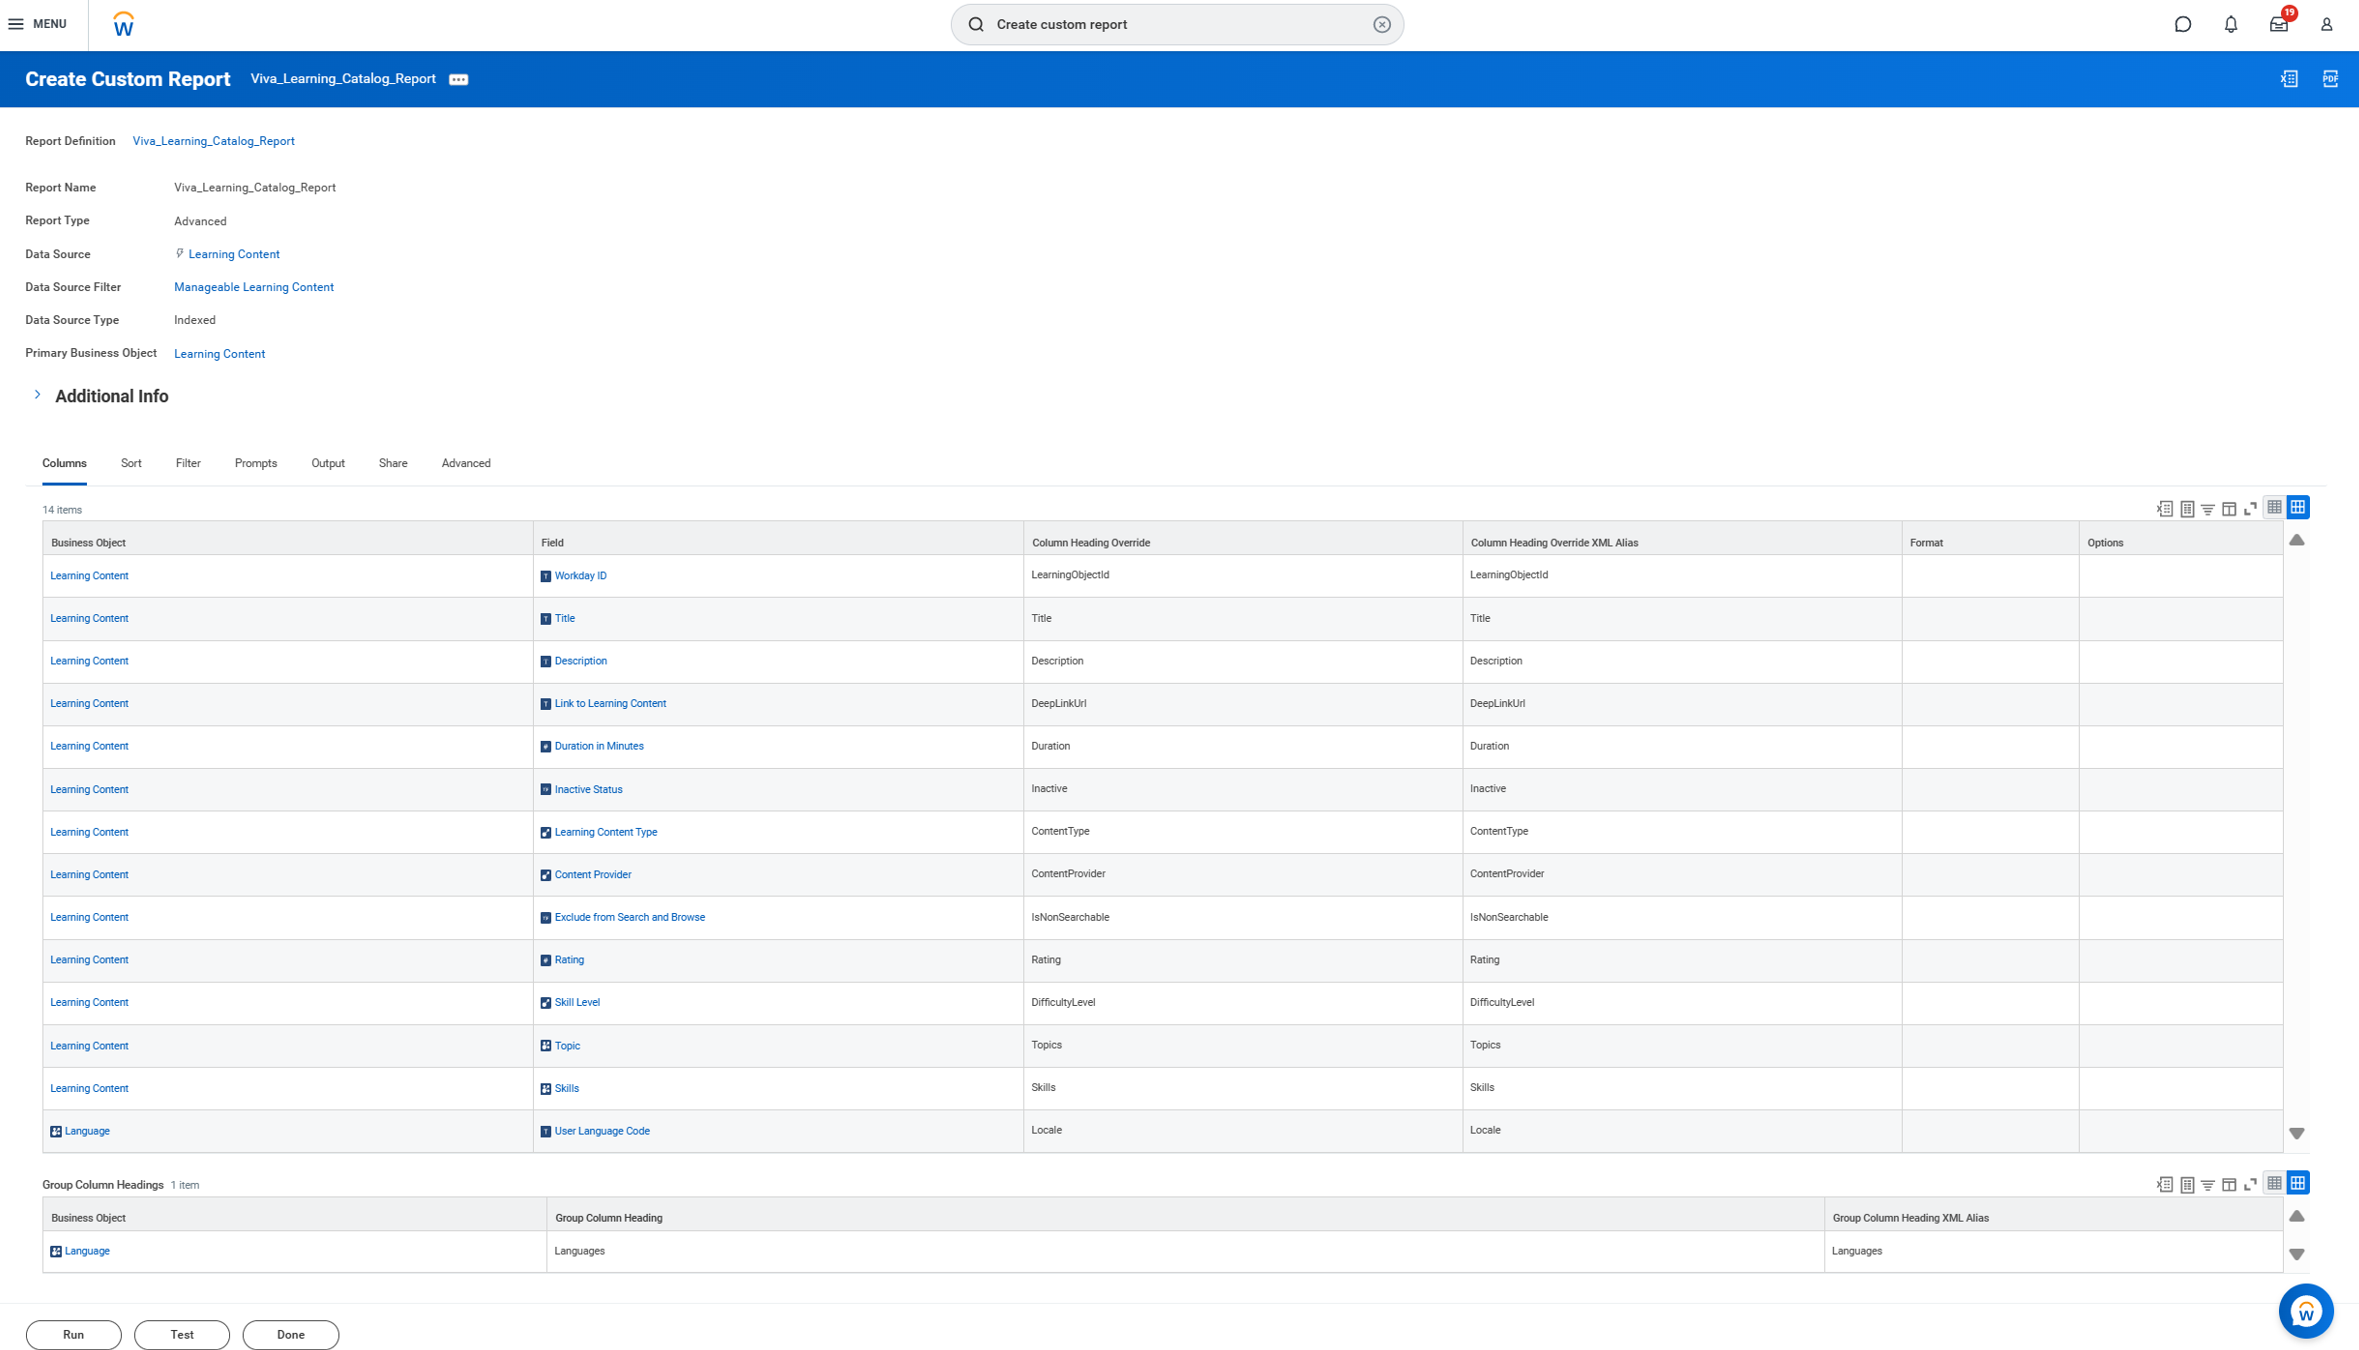 MENU
Create custom report
19
Create Custom Report Viva_Learning_Catalog_Report
PDF
Report Definition Viva_Learning_Catalog_Report
Report Name Viva_Learning_Catalog_Report
Report Type Advanced
Data Source Learning Content
Data Source Filter Manageable Learning Content
Data Source Type Indexed
Primary Business Object Learning Content
Additional Info
Columns Sort Filter Prompts Output Share Advanced
14 items
Business Object Field Column Heading Override Column Heading Override XML Alias Format Options
Learning Content Workday ID LearningObjectId LearningObjectId
Learning Content Title Title Title
Learning Content Description Description Description
Learning Content Link to Learning Content DeepLinkUrl DeepLinkUrl
Learning Content Duration in Minutes Duration Duration
Learning Content Inactive Status Inactive Inactive
Learning Content Learning Content Type ContentType ContentType
Learning Content Content Provider ContentProvider ContentProvider
Learning Content Exclude from Search and Browse IsNonSearchable IsNonSearchable
Learning Content Rating Rating Rating
Learning Content Skill Level DifficultyLevel DifficultyLevel
Learning Content Topic Topics Topics
Learning Content Skills Skills Skills
Language User Language Code Locale Locale
Group Column Headings 1 item
Business Object Group Column Heading Group Column Heading XML Alias
Language Languages Languages
Run Test Done